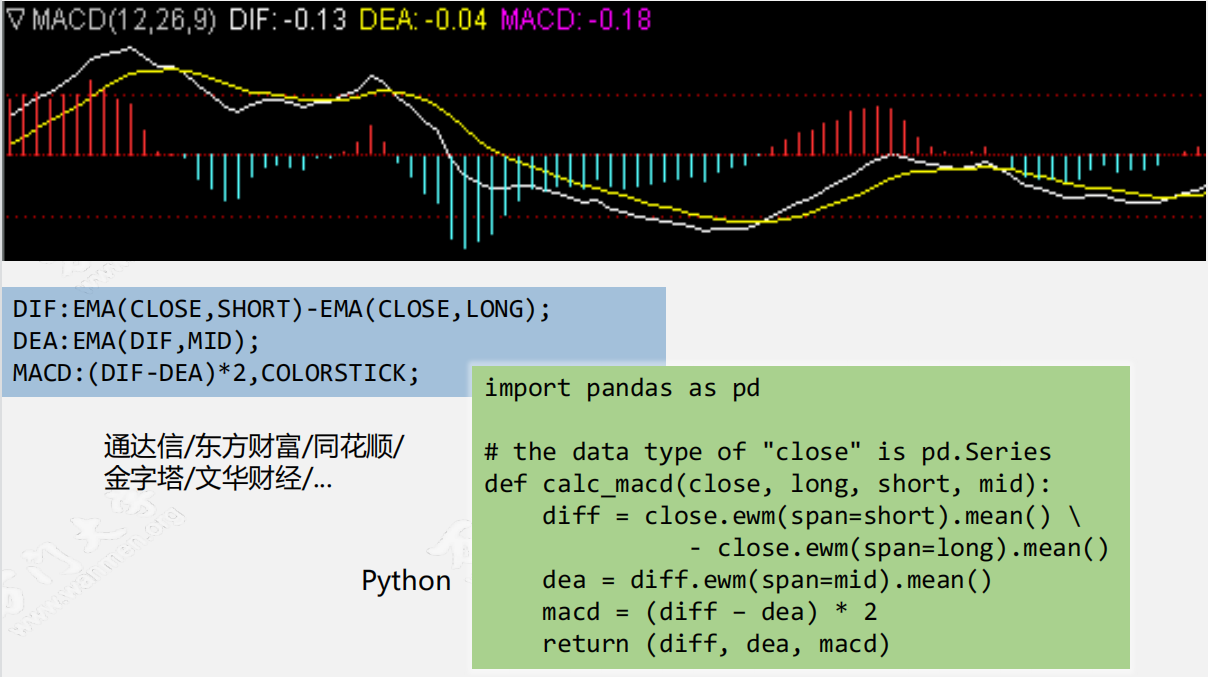 ▽MACD(12,26,9) DIF: -0.13 DEA: -0.04 MACD: -0.18
DIF:EMA(CLOSE,SHORT)-EMA(CLOSE,LONG);
DEA:EMA(DIF,MID);
MACD:(DIF-DEA)*2,COLORSTICK;
通达信/东方财富/同花顺/
金字塔/文华财经/...
Python
import pandas as pd
# the data type of "close" is pd.Series
def calc_macd(close, long, short, mid):
    diff = close.ewm(span=short).mean() \
              - close.ewm(span=long).mean()
    dea = diff.ewm(span=mid).mean()
    macd = (diff – dea) * 2
    return (diff, dea, macd)